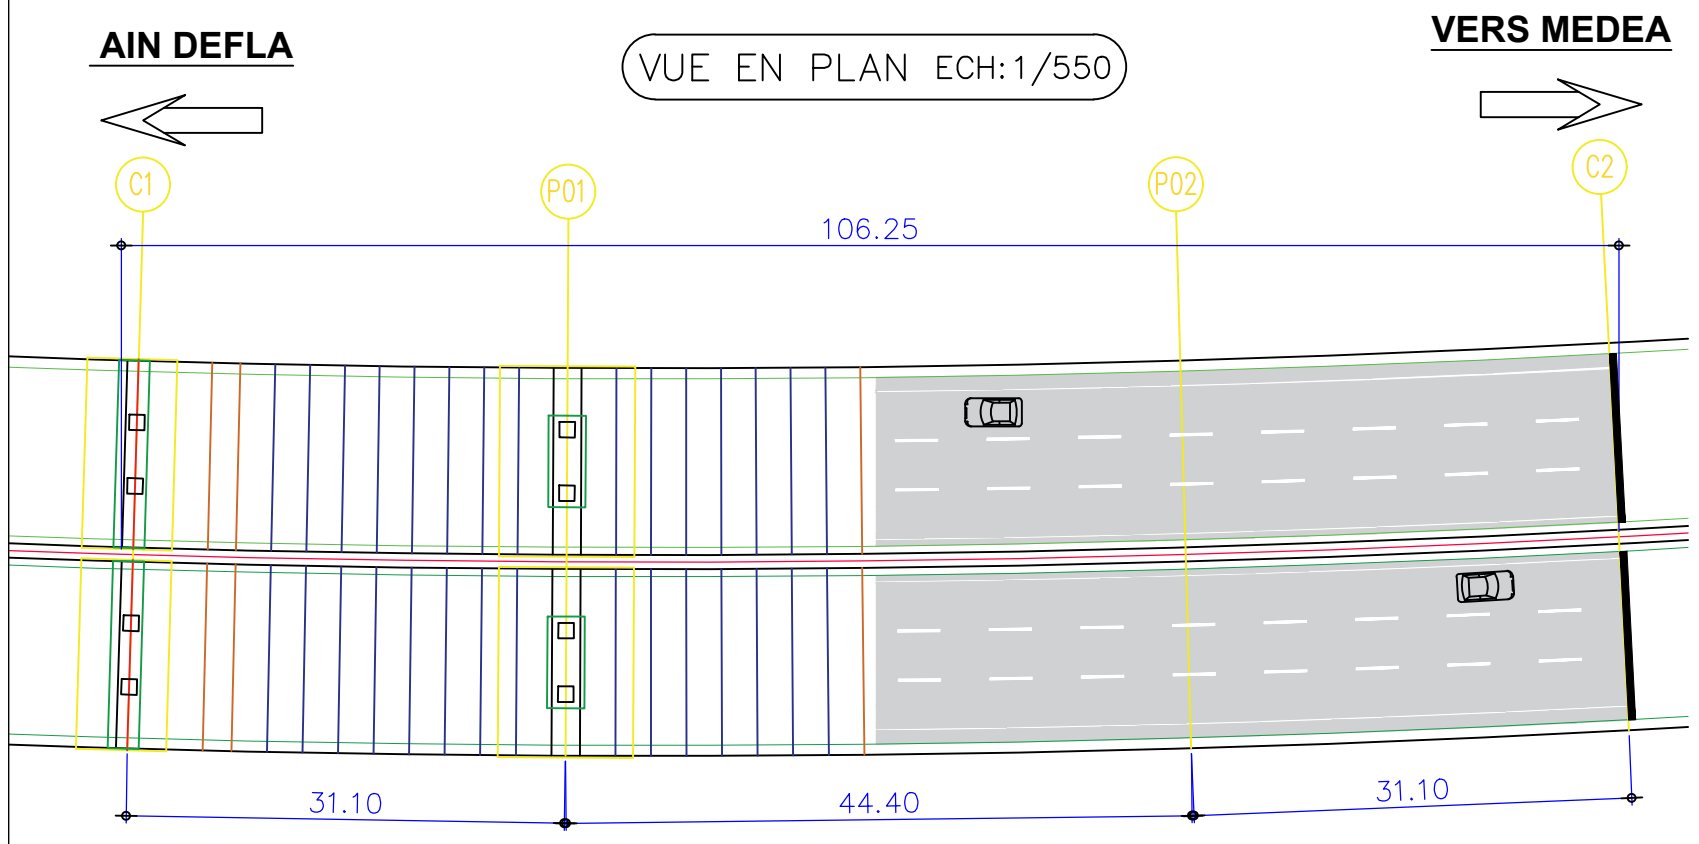 AIN DEFLA
VUE EN PLAN ECH:1/550
VERS MEDEA
C1
P01
P02
C2
106.25
31.10
44.40
31.10